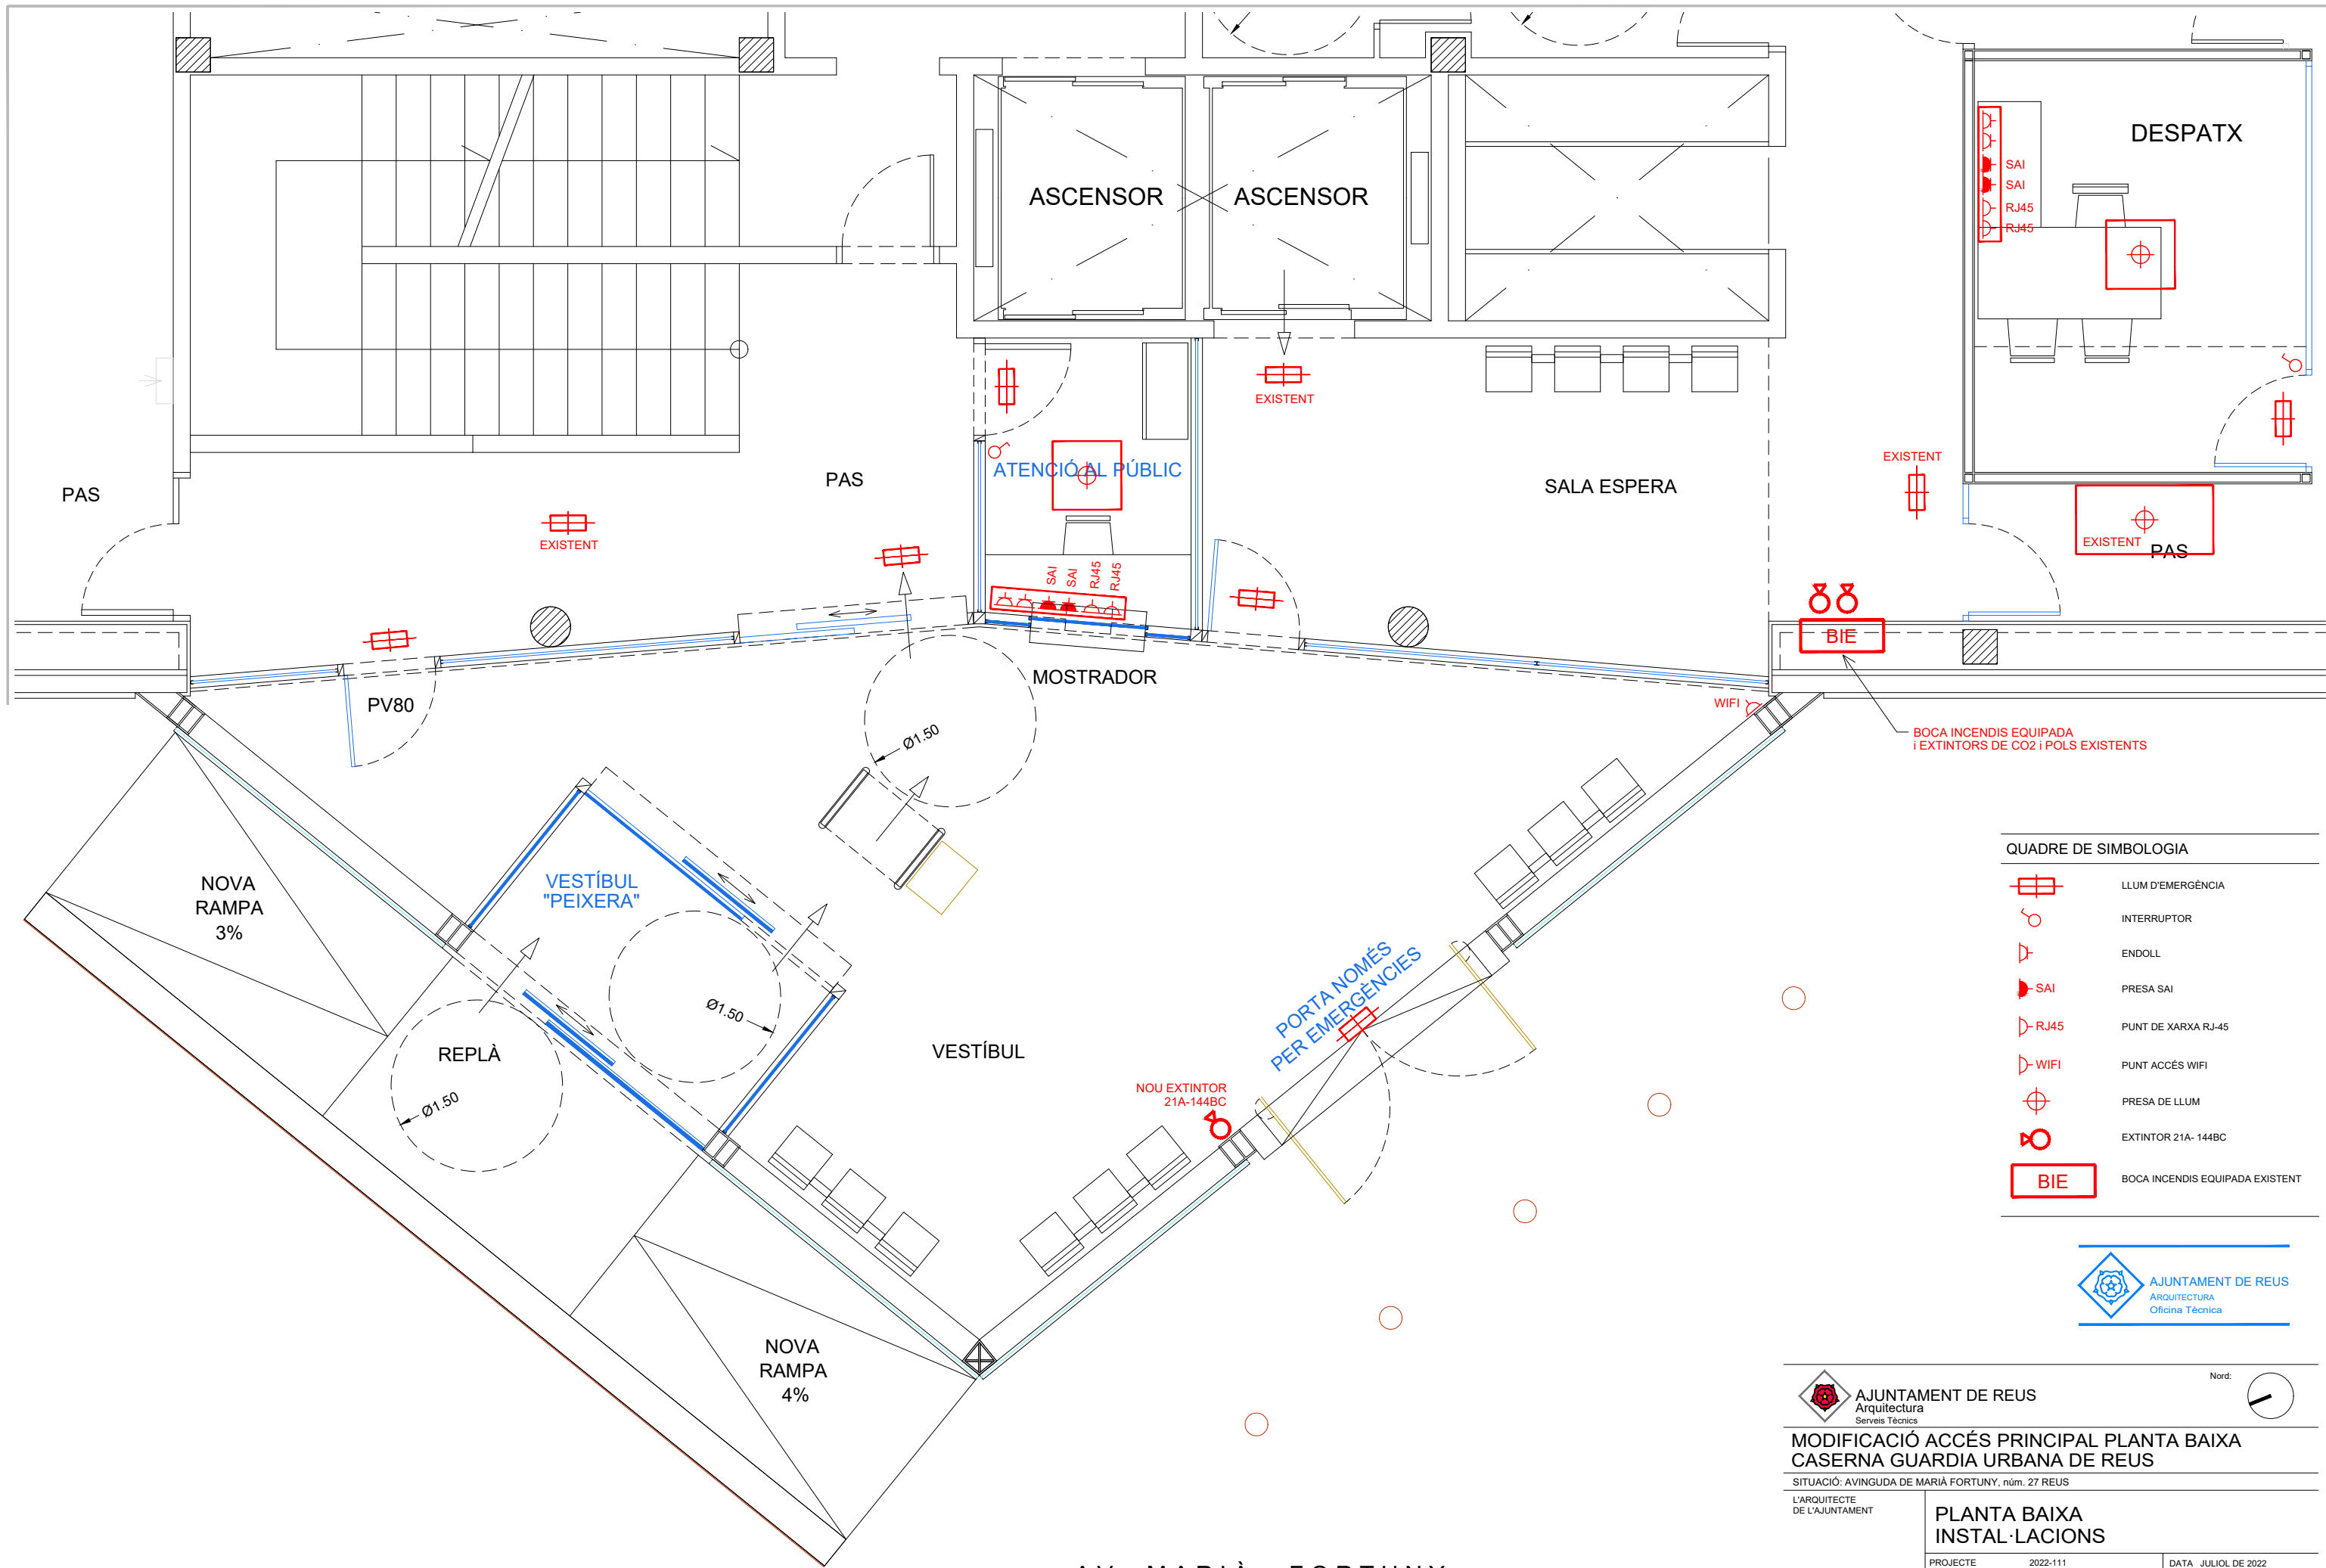 ASCENSOR
ASCENSOR
DESPATX
SAI
SAI
RJ45
RJ45
EXISTENT
PAS
PAS
EXISTENT
ATENCIÓ AL PÚBLIC
SALA ESPERA
EXISTENT
EXISTENT
PAS
SAI
SAI
RJ45
RJ45
BIE
PV80
MOSTRADOR
WIFI
BOCA INCENDIS EQUIPADA
i EXTINTORS DE CO2 i POLS EXISTENTS
Ø1.50
NOVA
RAMPA
3%
VESTÍBUL
"PEIXERA"
Ø1.50
REPLÀ
Ø1.50
VESTÍBUL
PORTA NOMÉS
PER EMERGÈNCIES
NOU EXTINTOR
21A-144BC
NOVA
RAMPA
4%
QUADRE DE SIMBOLOGIA
LLUM D'EMERGÈNCIA
INTERRUPTOR
ENDOLL
SAI PRESA SAI
RJ45 PUNT DE XARXA RJ-45
WIFI PUNT ACCÉS WIFI
PRESA DE LLUM
EXTINTOR 21A- 144BC
BIE BOCA INCENDIS EQUIPADA EXISTENT
AJUNTAMENT DE REUS
ARQUITECTURA
Oficina Tècnica
Nord:
AJUNTAMENT DE REUS
Arquitectura
Serveis Tècnics
MODIFICACIÓ ACCÉS PRINCIPAL PLANTA BAIXA
CASERNA GUARDIA URBANA DE REUS
SITUACIÓ: AVINGUDA DE MARIÀ FORTUNY, núm. 27 REUS
L'ARQUITECTE
DE L'AJUNTAMENT
PLANTA BAIXA
INSTAL·LACIONS
PROJECTE 2022-111 DATA JULIOL DE 2022
AV. MARIÀ FORTUNY